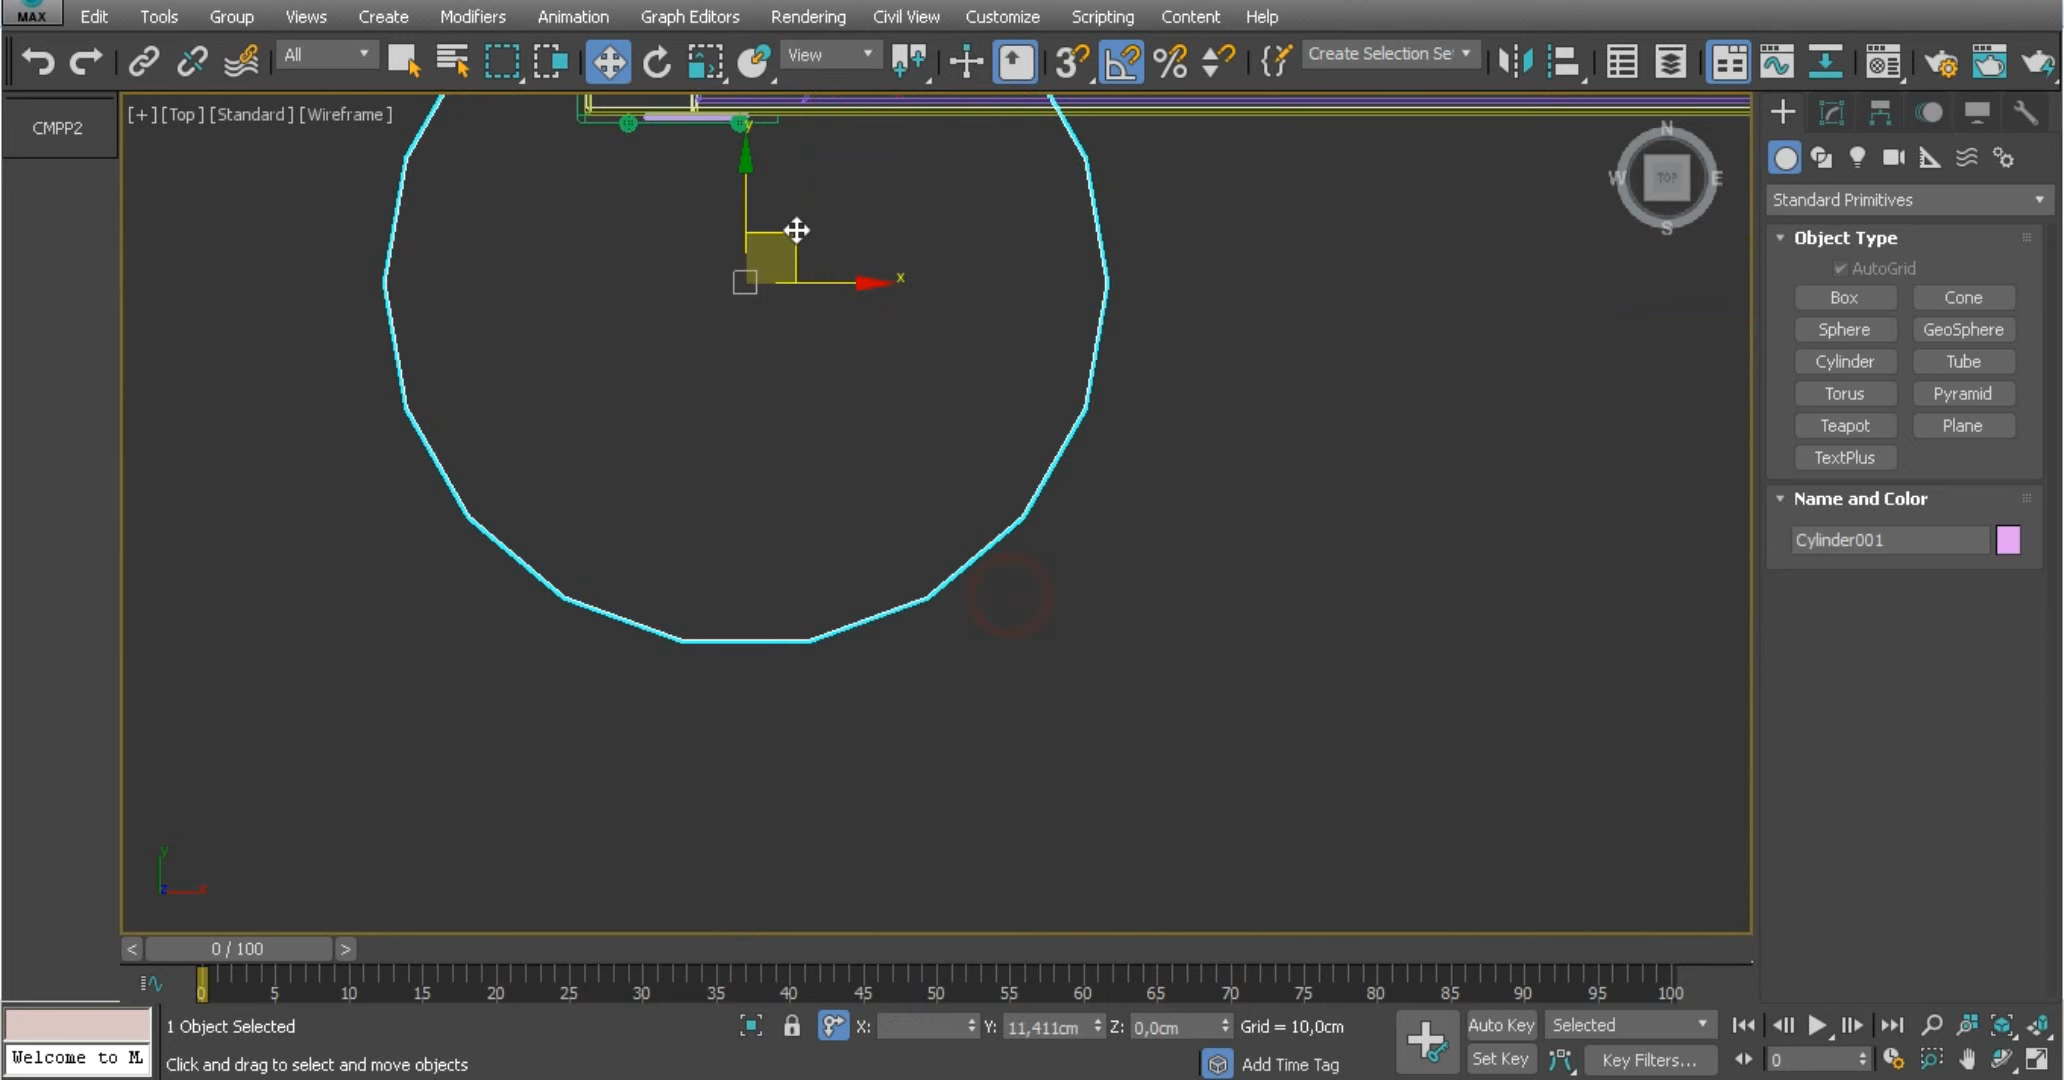 MAX Edit Tools Group Views Create Modifiers Animation Graph Editors Rendering Civil View Customize Scripting Content Help
All View Create Selection Se
CMPP2
[+] [Top] [Standard] [Wireframe]
y
x
N
W TOP E
S
Standard Primitives
Object Type
AutoGrid
Box Cone
Sphere GeoSphere
Cylinder Tube
Torus Pyramid
Teapot Plane
TextPlus
Name and Color
Cylinder001
y
z x
< 0 / 100 >
0 5 10 15 20 25 30 35 40 45 50 55 60 65 70 75 80 85 90 95 100
1 Object Selected X: Y: 11,411cm Z: 0,0cm Grid = 10,0cm Auto Key Selected
Welcome to M Click and drag to select and move objects Add Time Tag Set Key Key Filters... 0